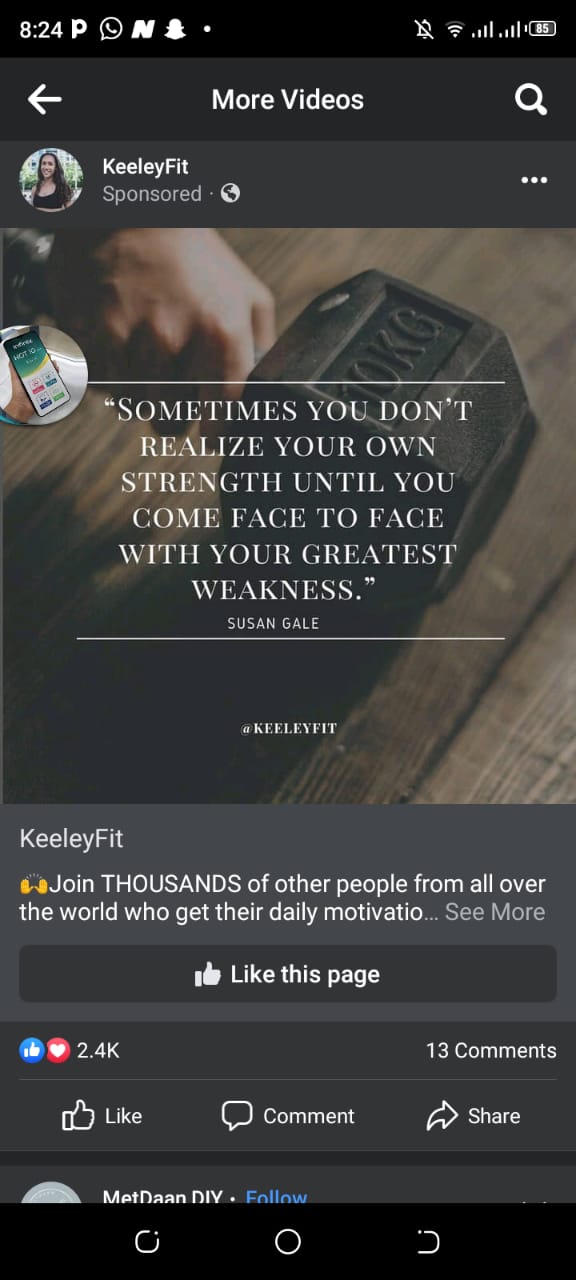 8:24
85
More Videos
KeeleyFit
Sponsored ·
10KG
infinix
HOT 10
“SOMETIMES YOU DON’T
REALIZE YOUR OWN
STRENGTH UNTIL YOU
COME FACE TO FACE
WITH YOUR GREATEST
WEAKNESS.”
SUSAN GALE
@KEELEYFIT
KeeleyFit
🙌Join THOUSANDS of other people from all over
the world who get their daily motivatio… See More
Like this page
2.4K
13 Comments
Like
Comment
Share
MetDaan DIY · Follow